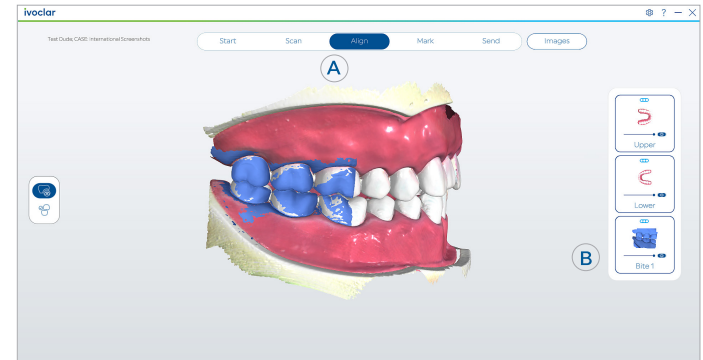 ivoclar
?
Test Dude; CASE: International Screenshots
Start Scan Align Mark Send Images
A
Upper
Lower
B
Bite 1